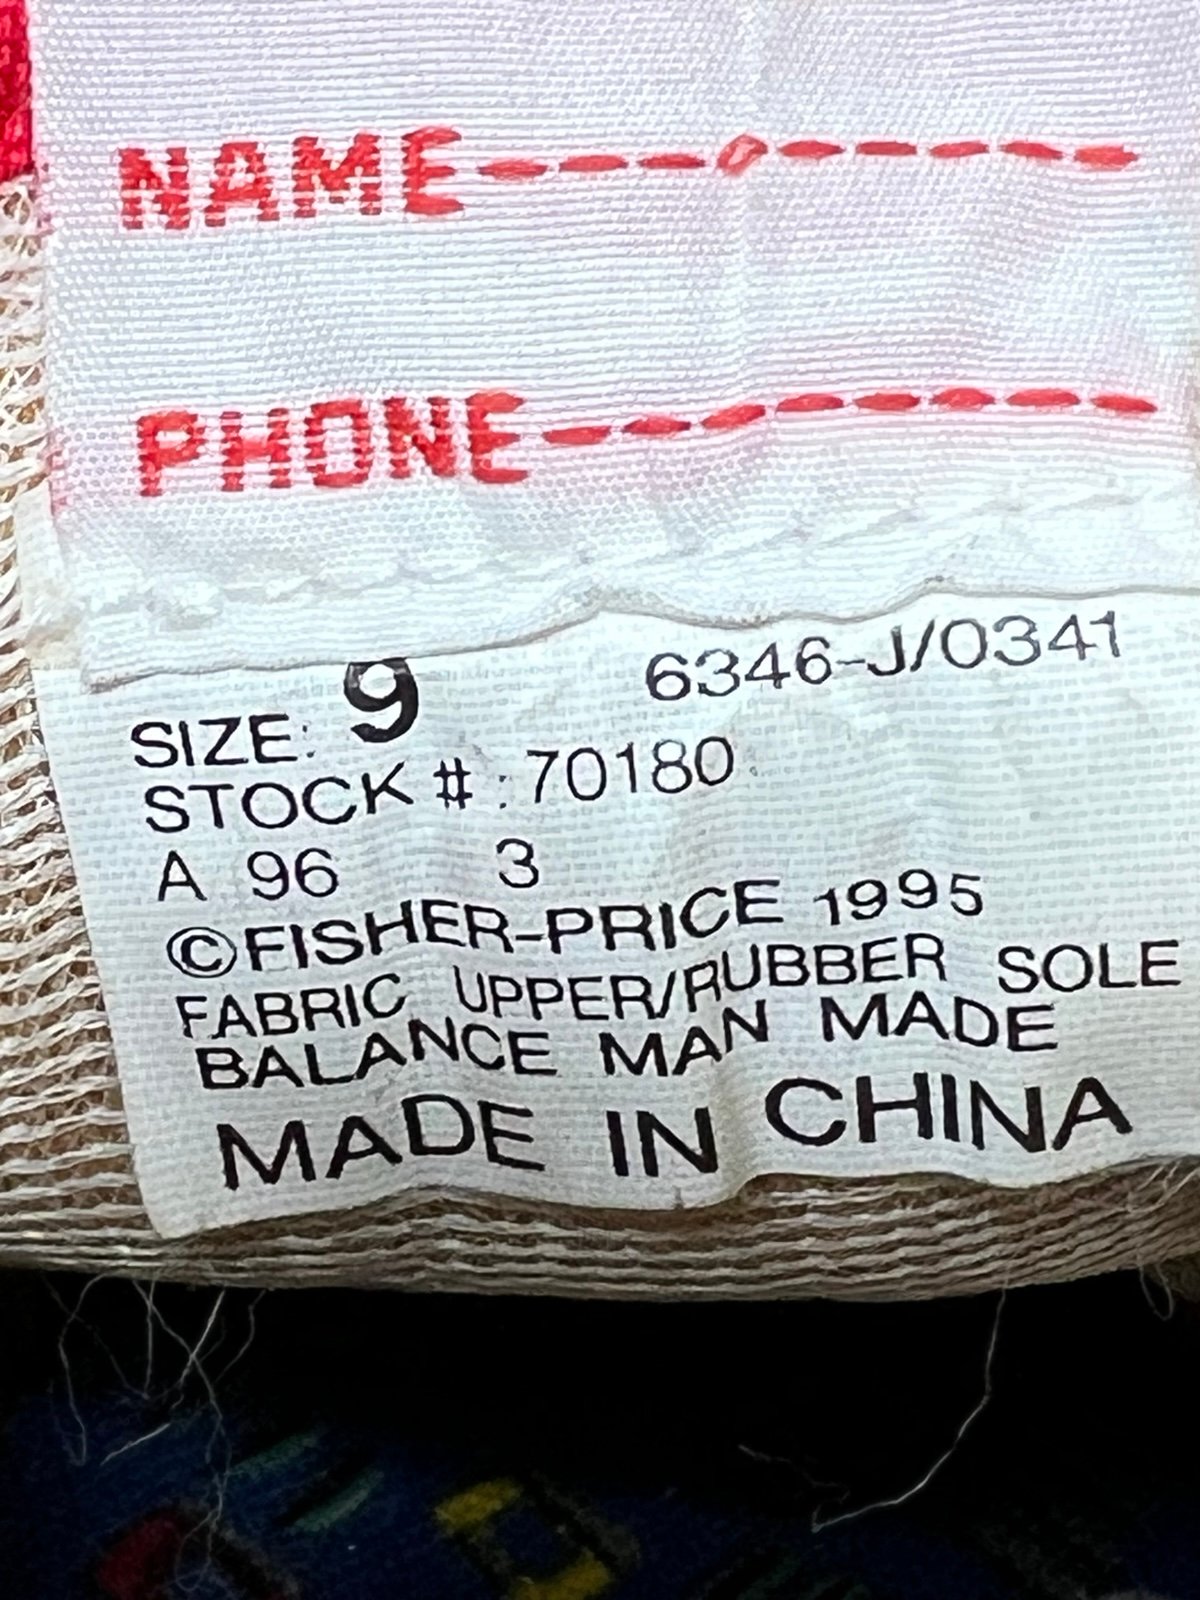 NAME---------
PHONE--------
6346-J/0341
SIZE: 9
STOCK # : 70180
A 96 3
©FISHER-PRICE 1995
FABRIC UPPER/RUBBER SOLE
BALANCE MAN MADE
MADE IN CHINA